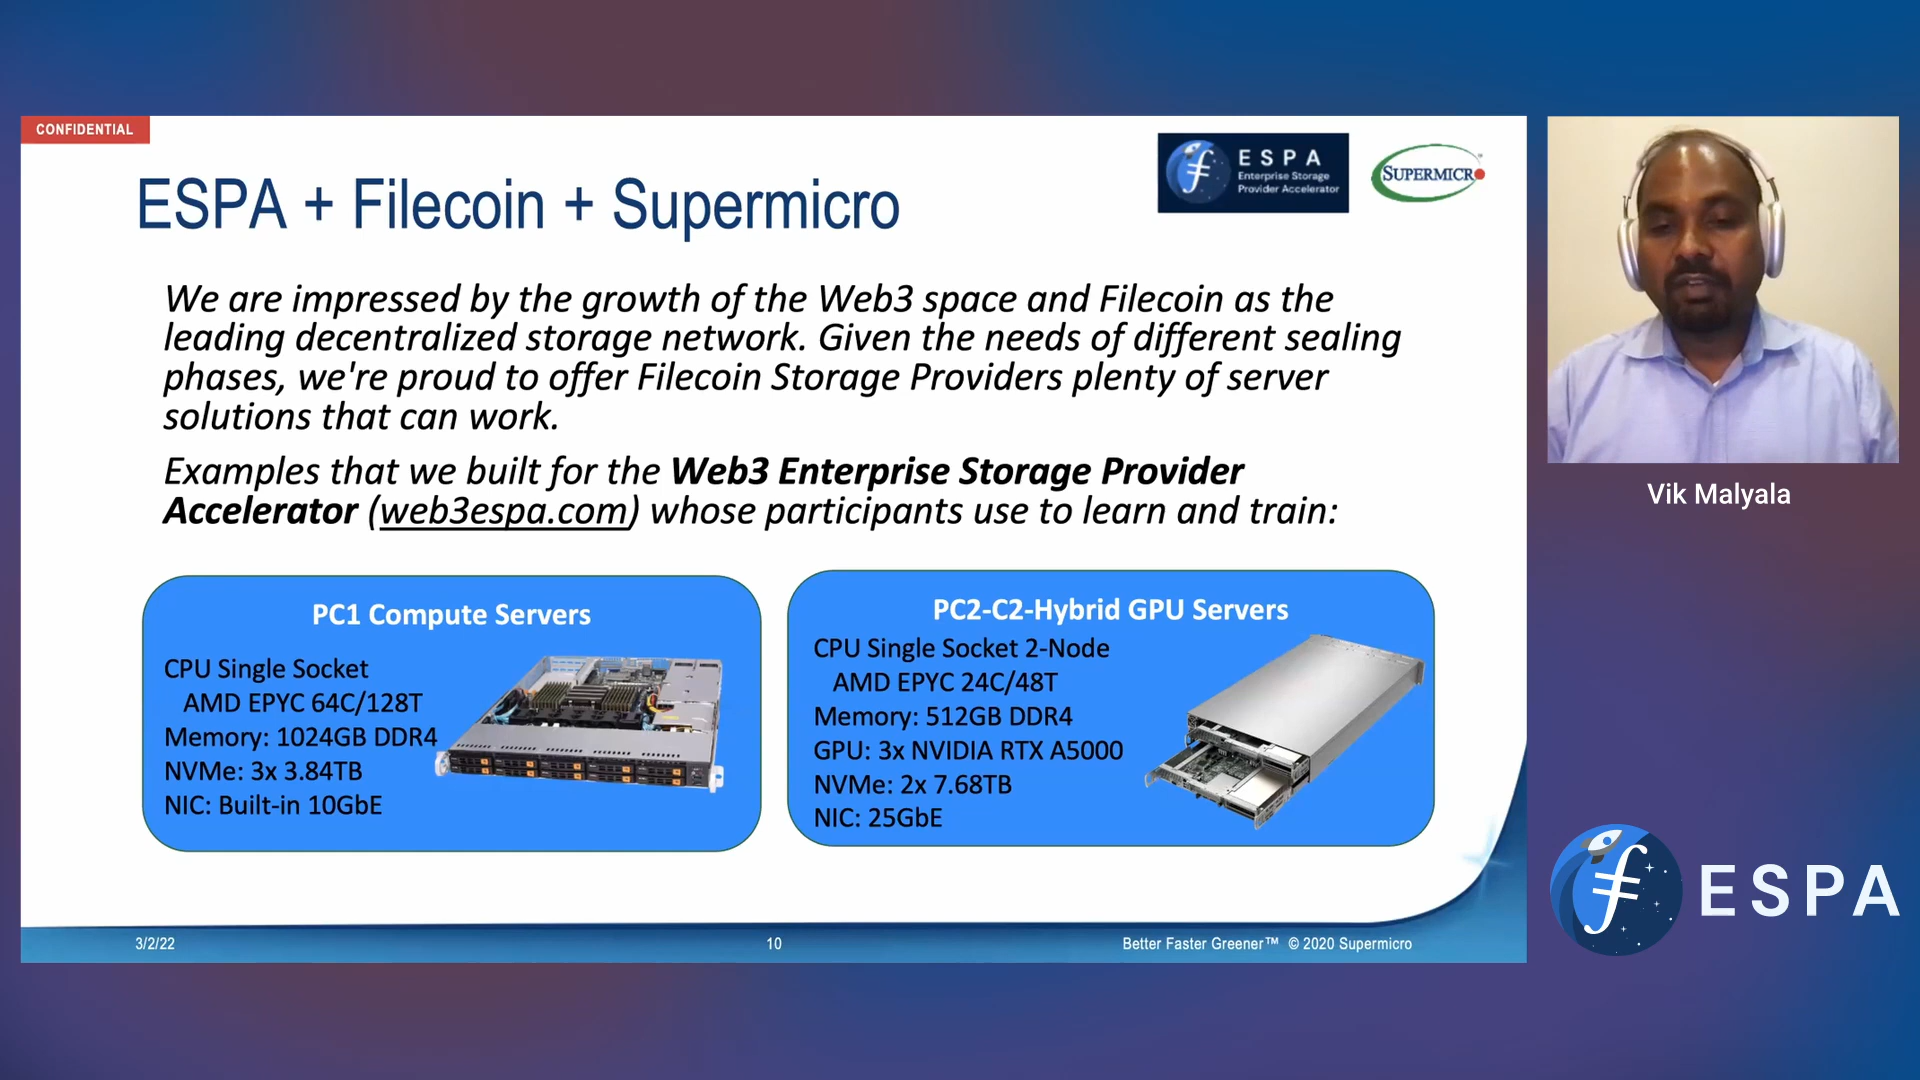 CONFIDENTIAL
ESPA
Enterprise Storage
Provider Accelerator
SUPERMICRO
ESPA + Filecoin + Supermicro
We are impressed by the growth of the Web3 space and Filecoin as the
leading decentralized storage network. Given the needs of different sealing
phases, we're proud to offer Filecoin Storage Providers plenty of server
solutions that can work.
Examples that we built for the Web3 Enterprise Storage Provider
Accelerator (web3espa.com) whose participants use to learn and train:
PC1 Compute Servers
CPU Single Socket
AMD EPYC 64C/128T
Memory: 1024GB DDR4
NVMe: 3x 3.84TB
NIC: Built-in 10GbE
PC2-C2-Hybrid GPU Servers
CPU Single Socket 2-Node
AMD EPYC 24C/48T
Memory: 512GB DDR4
GPU: 3x NVIDIA RTX A5000
NVMe: 2x 7.68TB
NIC: 25GbE
3/2/22
10
Better Faster Greener™ © 2020 Supermicro
Vik Malyala
ESPA